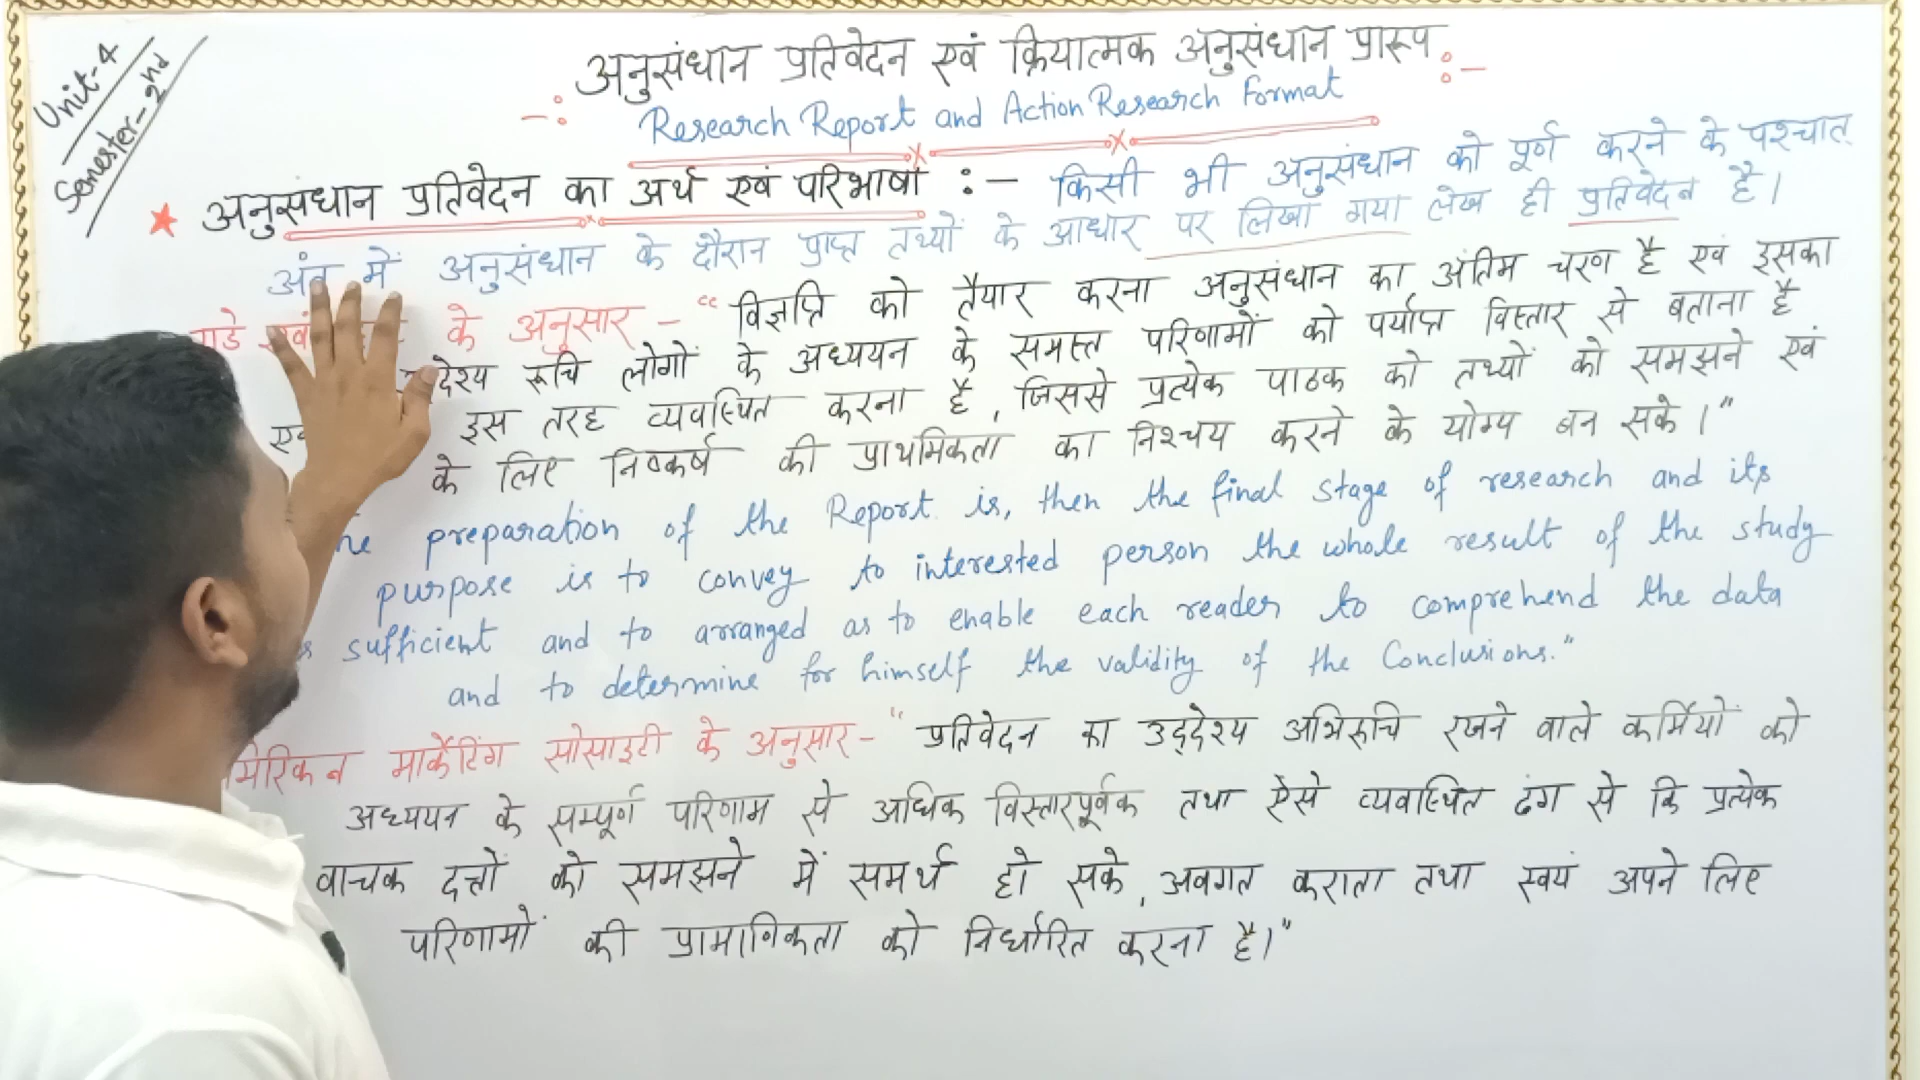 Unit-4
Semester-2nd
-: अनुसंधान प्रतिवेदन एवं क्रियात्मक अनुसंधान प्रारूप :-
Research Report and Action Research Format
★ अनुसंधान प्रतिवेदन का अर्थ एवं परिभाषा :- किसी भी अनुसंधान को पूर्ण करने के पश्चात्
अंत में अनुसंधान के दौरान प्राप्त तथ्यों के आधार पर लिखा गया लेख ही प्रतिवेदन है।
एवं के अनुसार - "विज्ञप्ति को तैयार करना अनुसंधान का अंतिम चरण है एवं इसका
रूचि लोगों के अध्ययन के समस्त परिणामों को पर्याप्त विस्तार से बताना है
इस तरह व्यवस्थित करना है, जिससे प्रत्येक पाठक को तथ्यों को समझने एवं
के लिए निष्कर्ष की प्राथमिकता का निश्चय करने के योग्य बन सके।"
preparation of the Report is, then the final stage of research and its
purpose is to convey to interested person the whole result of the study
sufficient and to arranged as to enable each reader to comprehend the data
and to determine for himself the validity of the Conclusions."
मार्केटिंग सोसाइटी के अनुसार - "प्रतिवेदन का उद्देश्य अभिरूचि रखने वाले कर्मियों को
अध्ययन के सम्पूर्ण परिणाम से अधिक विस्तारपूर्वक तथा ऐसे व्यवस्थित ढंग से कि प्रत्येक
वाचक दत्तों को समझने में समर्थ हो सके, अवगत कराता तथा स्वयं अपने लिए
परिणामों की प्रामाणिकता को निर्धारित करना है।"